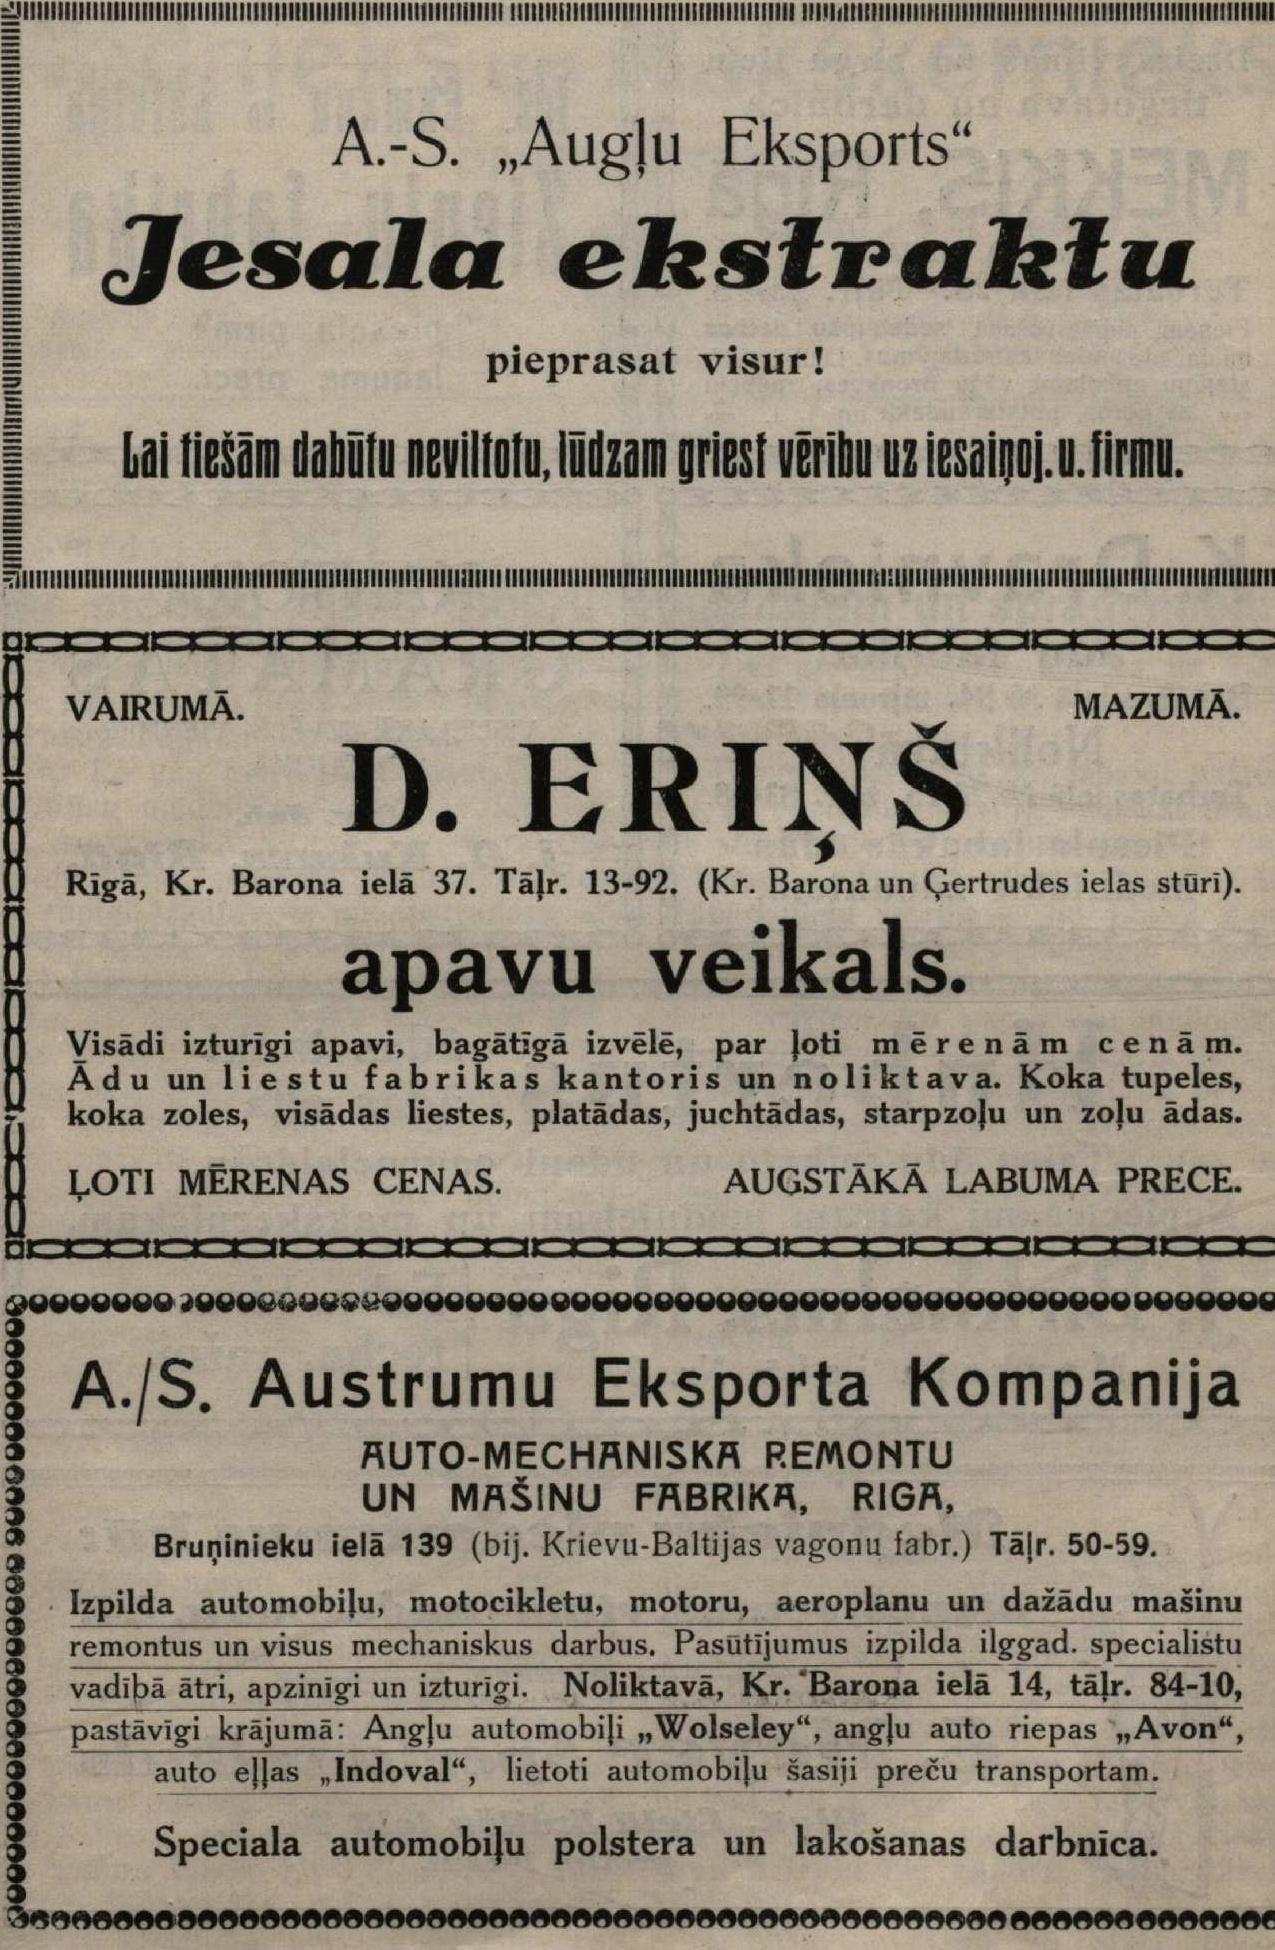 A.-S. „Augļu Eksports“
Jesala ekstraktu
pieprasat visur!
Lai tiešām dabūtu neviltotu, lūdzam griest vērību uz iesaiņoj. u. firmu.
VAIRUMĀ. MAZUMĀ.
D. ERIŅŠ
Rīgā, Kr. Barona ielā 37. Tāļr. 13-92. (Kr. Barona un Ģertrudes ielas stūrī).
apavu veikals.
Visādi izturīgi apavi, bagātīgā izvēlē, par ļoti mērenām cenām.
Ādu un liestu fabrikas kantoris un noliktava. Koka tupeles,
koka zoles, visādas liestes, platādas, juchtādas, starpzoļu un zoļu ādas.
ĻOTI MĒRENAS CENAS. AUGSTĀKĀ LABUMA PRECE.
A./S. Austrumu Eksporta Kompanija
AUTO-MECHANISKA REMONTU
UN MAŠINU FABRIKA, RIGA,
Bruņinieku ielā 139 (bij. Krievu-Baltijas vagonu fabr.) Tāļr. 50-59.
Izpilda automobiļu, motocikletu, motoru, aeroplanu un dažādu mašinu
remontus un visus mechaniskus darbus. Pasūtījumus izpilda ilggad. specialistu
vadībā ātri, apzinīgi un izturīgi. Noliktavā, Kr. Barona ielā 14, tāļr. 84-10,
pastāvīgi krājumā: Angļu automobiļi „Wolseley“, angļu auto riepas „Avon“,
auto eļļas „Indoval“, lietoti automobiļu šasiji preču transportam.
Speciala automobiļu polstera un lakošanas darbnīca.